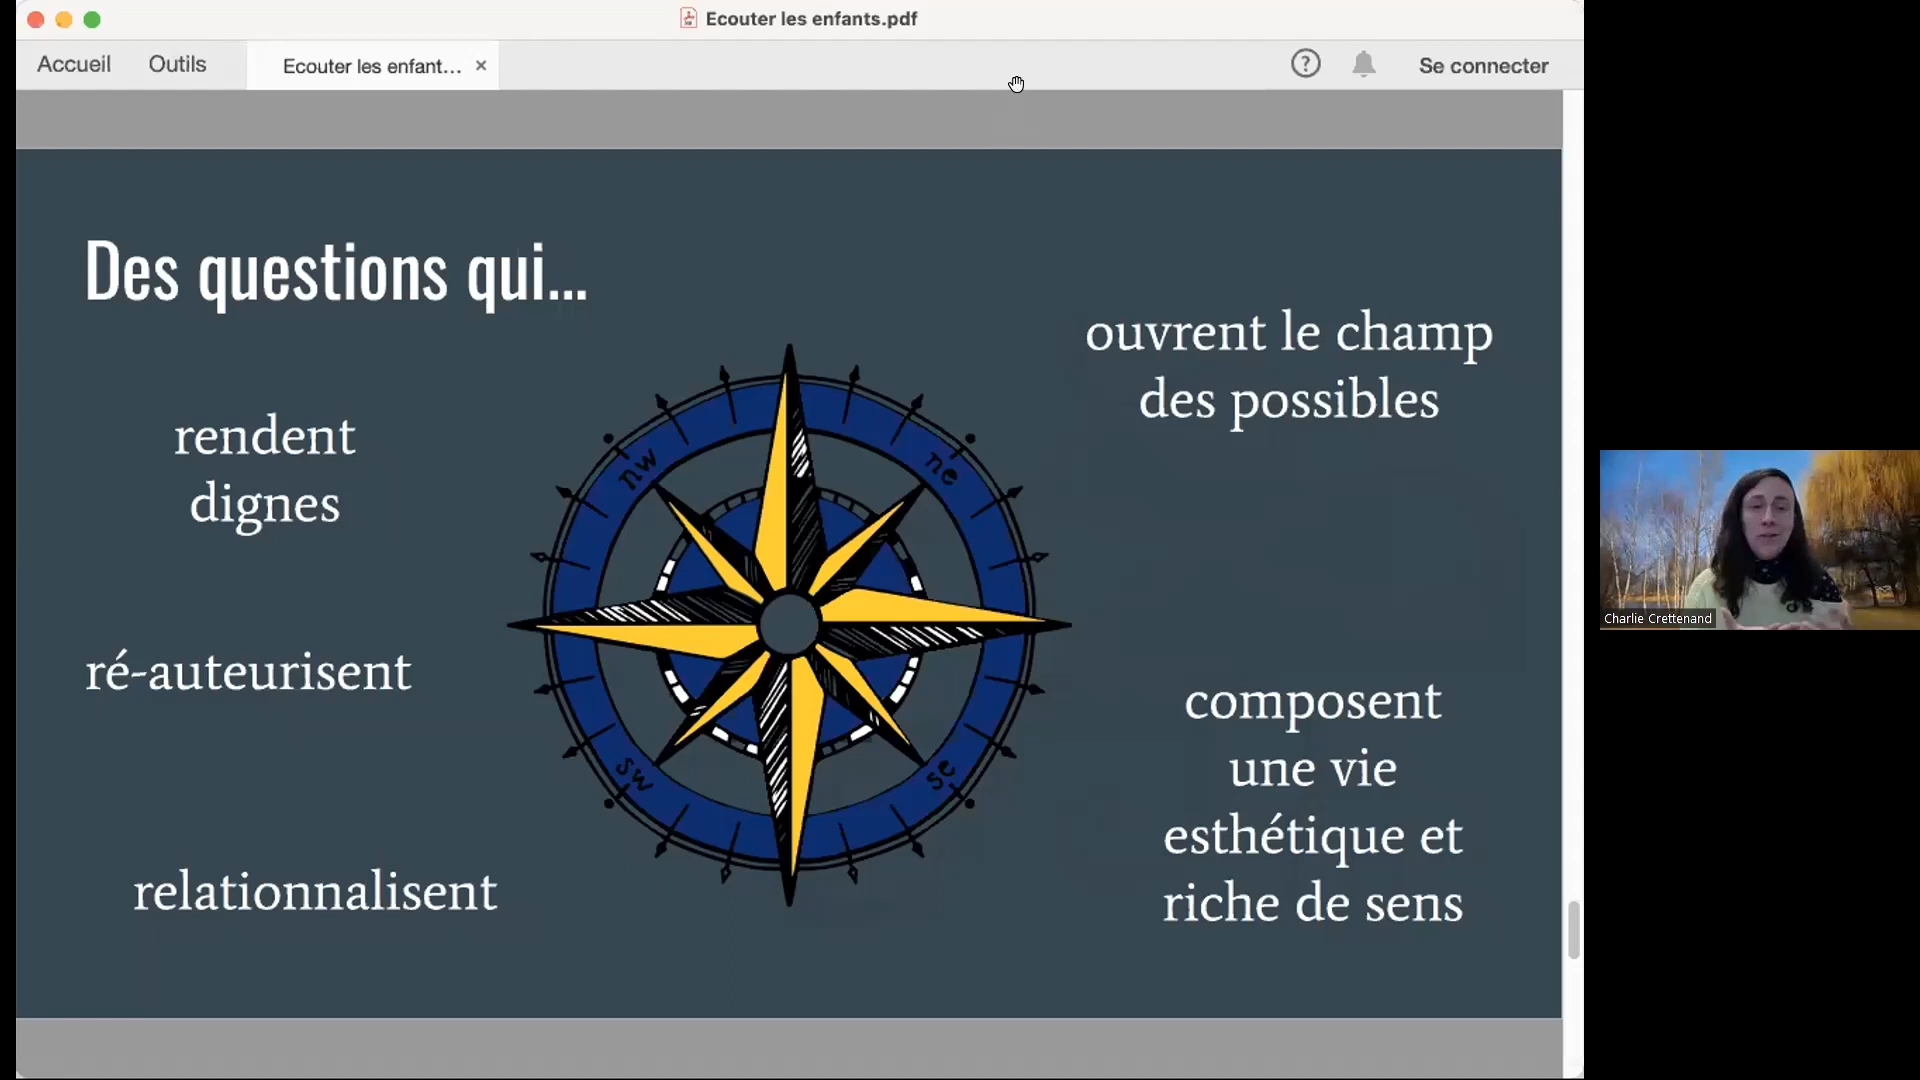 Ecouter les enfants.pdf
Accueil
Outils
Ecouter les enfant...
Se connecter
Des questions qui...
ouvrent le champ
des possibles
rendent
dignes
ré-auteurisent
relationnalisent
composent
une vie
esthétique et
riche de sens
nw
ne
sw
se
Charlie Crettenand